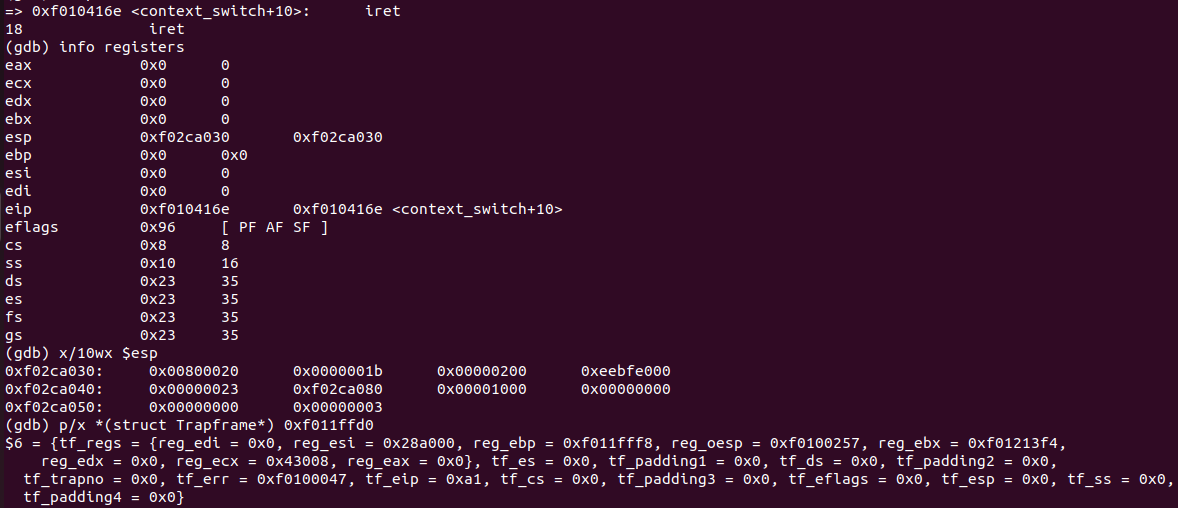 => 0xf010416e <context_switch+10>:      iret
18              iret
(gdb) info registers
eax            0x0      0
ecx            0x0      0
edx            0x0      0
ebx            0x0      0
esp            0xf02ca030       0xf02ca030
ebp            0x0      0x0
esi            0x0      0
edi            0x0      0
eip            0xf010416e       0xf010416e <context_switch+10>
eflags         0x96     [ PF AF SF ]
cs             0x8      8
ss             0x10     16
ds             0x23     35
es             0x23     35
fs             0x23     35
gs             0x23     35
(gdb) x/10wx $esp
0xf02ca030:     0x00800020      0x0000001b      0x00000200      0xeebfe000
0xf02ca040:     0x00000023      0xf02ca080      0x00001000      0x00000000
0xf02ca050:     0x00000000      0x00000003
(gdb) p/x *(struct Trapframe*) 0xf011ffd0
$6 = {tf_regs = {reg_edi = 0x0, reg_esi = 0x28a000, reg_ebp = 0xf011fff8, reg_oesp = 0xf0100257, reg_ebx = 0xf01213f4,
    reg_edx = 0x0, reg_ecx = 0x43008, reg_eax = 0x0}, tf_es = 0x0, tf_padding1 = 0x0, tf_ds = 0x0, tf_padding2 = 0x0,
  tf_trapno = 0x0, tf_err = 0xf0100047, tf_eip = 0xa1, tf_cs = 0x0, tf_padding3 = 0x0, tf_eflags = 0x0, tf_esp = 0x0, tf_ss = 0x0,
  tf_padding4 = 0x0}